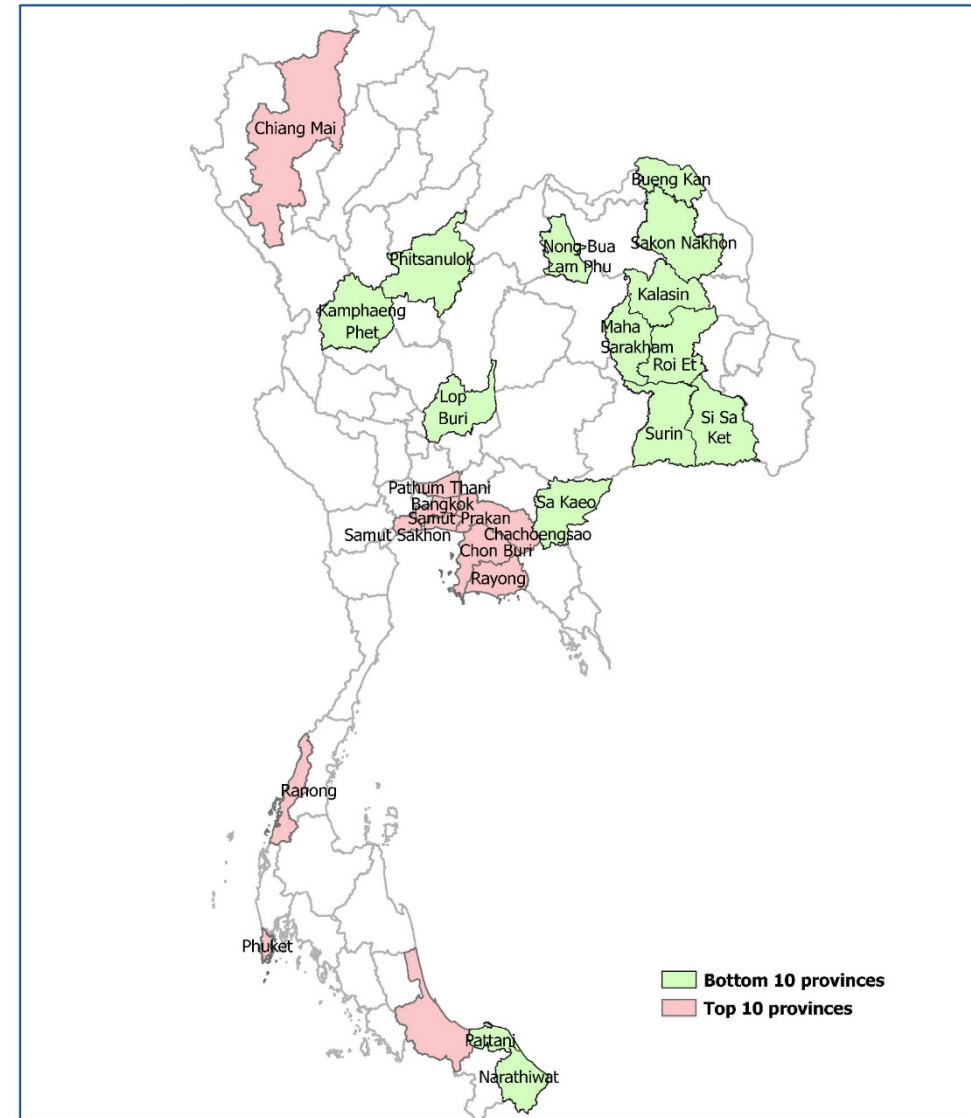 Chiang Mai
Bueng Kan
Sakon Nakhon
Nong Bua
Lam Phu
Phitsanulok
Kalasin
Kamphaeng
Phet
Maha
Sarakham
Roi Et
Lop
Buri
Surin
Si Sa
Ket
Pathum Thani
Bangkok
Sa Kaeo
Samut Prakan
Samut Sakhon
Chachoengsao
Chon Buri
Rayong
Ranong
Phuket
Bottom 10 provinces
Top 10 provinces
Pattani
Narathiwat